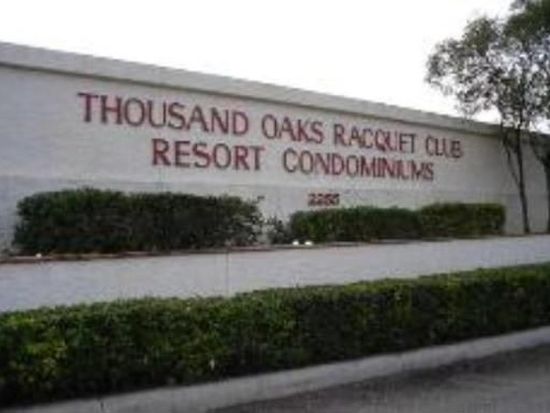 THOUSAND OAKS RACQUET CLUB
RESORT CONDOMINIUMS
2255